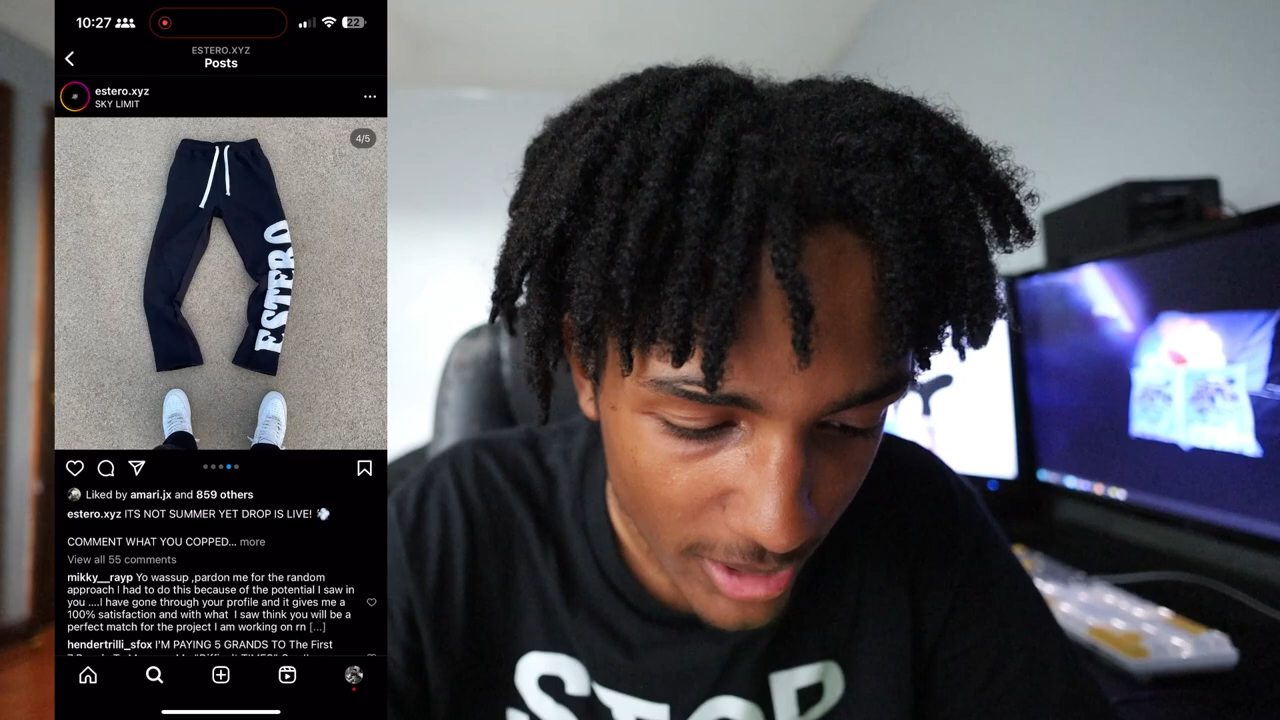 10:27
22
ESTERO.XYZ
Posts
estero.xyz
SKY LIMIT
4/5
ESTERO
Liked by amari.jx and 859 others
estero.xyz ITS NOT SUMMER YET DROP IS LIVE! 💨
COMMENT WHAT YOU COPPED... more
View all 55 comments
mikky__rayp Yo wassup ,pardon me for the random
approach I had to do this because of the potential I saw in
you ....I have gone through your profile and it gives me a
100% satisfaction and with what I saw think you will be a
perfect match for the project I am working on rn [...]
hendertrilli_sfox I'M PAYING 5 GRANDS TO The First